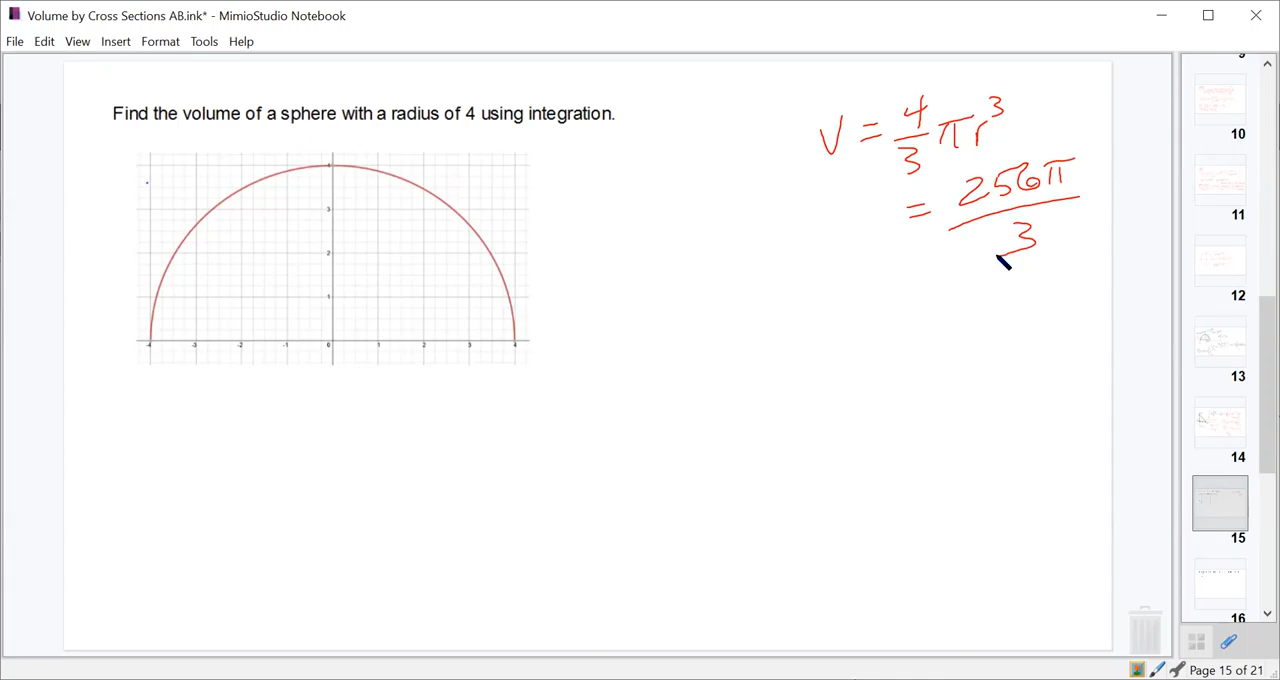 Volume by Cross Sections AB.ink* - MimioStudio Notebook
File Edit View Insert Format Tools Help
Find the volume of a sphere with a radius of 4 using integration.
V = 4/3 πr³
= 256π/3
4
3
2
1
-4 -3 -2 -1 0 1 2 3 4
10
11
12
13
14
15
16
Page 15 of 21